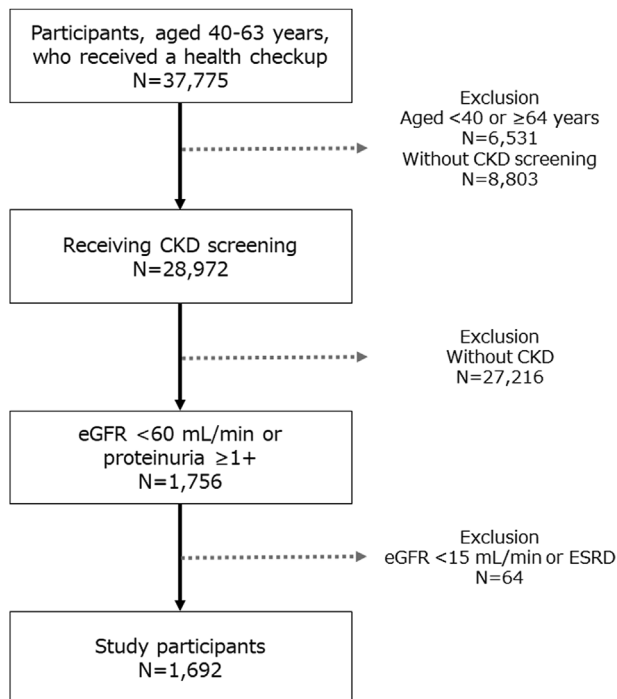 Participants, aged 40-63 years,
who received a health checkup
N=37,775
Exclusion
Aged <40 or ≥64 years
N=6,531
Without CKD screening
N=8,803
Receiving CKD screening
N=28,972
Exclusion
Without CKD
N=27,216
eGFR <60 mL/min or
proteinuria ≥1+
N=1,756
Exclusion
eGFR <15 mL/min or ESRD
N=64
Study participants
N=1,692